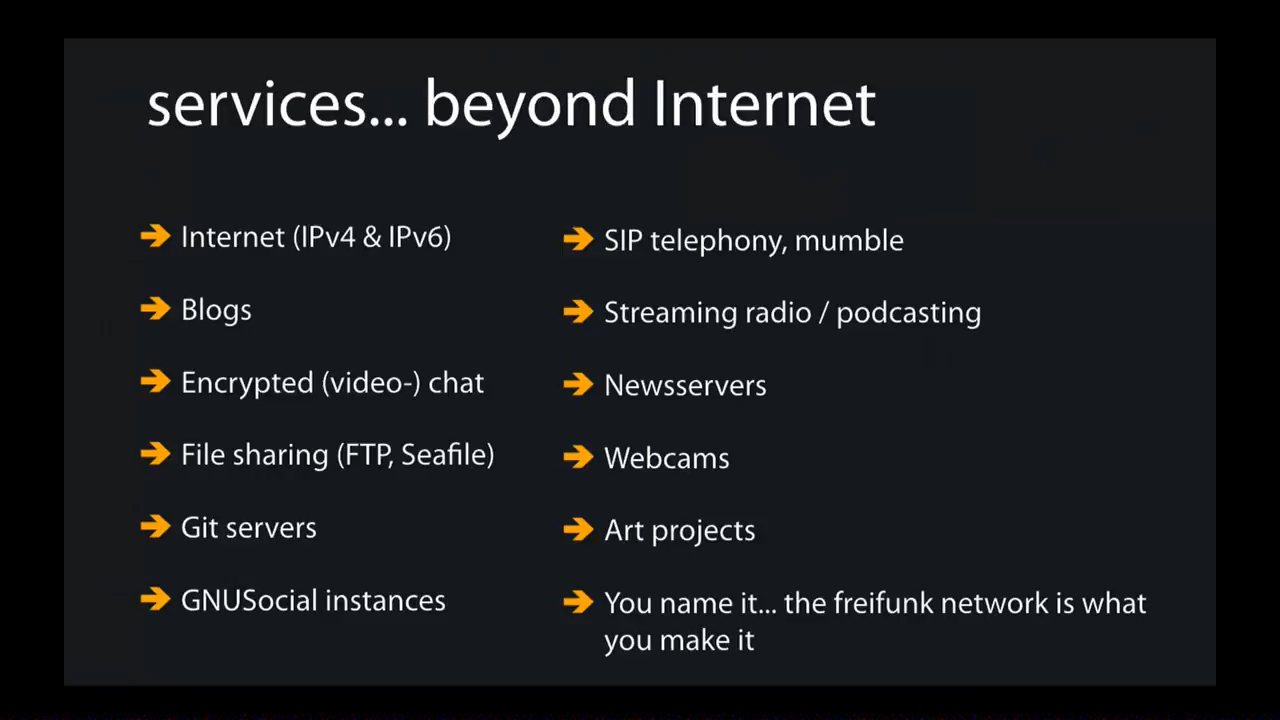 services... beyond Internet
Internet (IPv4 & IPv6)
Blogs
Encrypted (video-) chat
File sharing (FTP, Seafile)
Git servers
GNUSocial instances
SIP telephony, mumble
Streaming radio / podcasting
Newsservers
Webcams
Art projects
You name it... the freifunk network is what
you make it